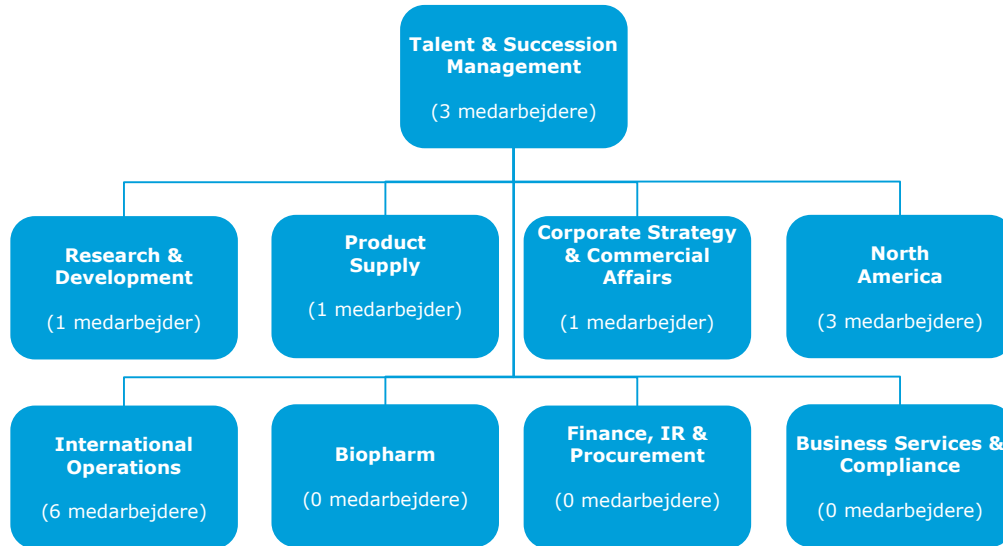 Talent & Succession
Management
(3 medarbejdere)
Research &
Development
(1 medarbejder)
Product
Supply
(1 medarbejder)
Corporate Strategy
& Commercial
Affairs
(1 medarbejder)
North
America
(3 medarbejdere)
International
Operations
(6 medarbejdere)
Biopharm
(0 medarbejdere)
Finance, IR &
Procurement
(0 medarbejdere)
Business Services &
Compliance
(0 medarbejdere)